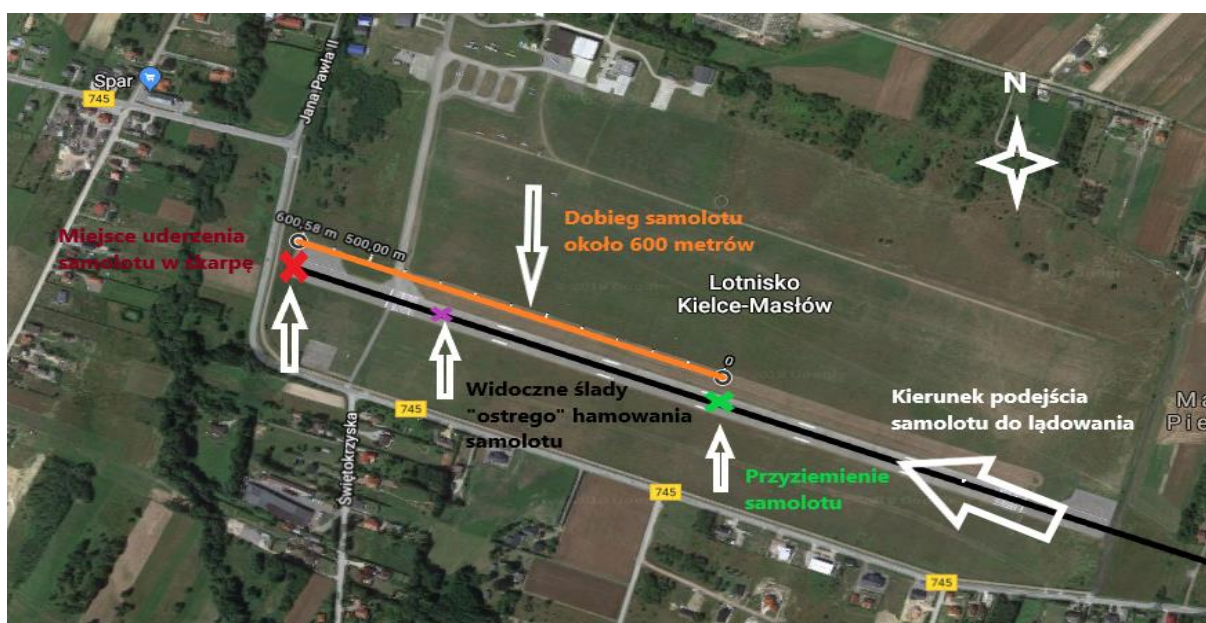 N
Spar
745
Jana Pawła II
600,58 m
500,00 m
Miejsce uderzenia
samolotu w skarpę
Dobieg samolotu
około 600 metrów
Lotnisko
Kielce-Masłów
0
Widoczne ślady
"ostrego" hamowania
samolotu
Kierunek podejścia
samolotu do lądowania
Ma
Pie
745
Świętokrzyska
Przyziemienie
samolotu
745
745